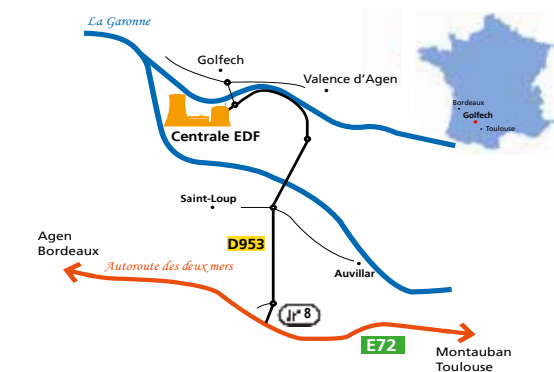 La Garonne
Golfech
Valence d'Agen
Centrale EDF
Bordeaux
Golfech
Toulouse
Saint-Loup
D953
Agen
Bordeaux
Autoroute des deux mers
Auvillar
8
E72
Montauban
Toulouse